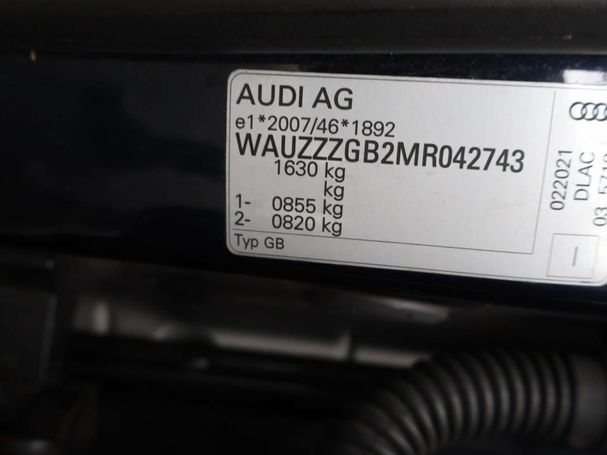 AUDI AG
e1*2007/46*1892
WAUZZZGB2MR042743
1630 kg
kg
1- 0855 kg
2- 0820 kg
Typ GB
022021
DLAC